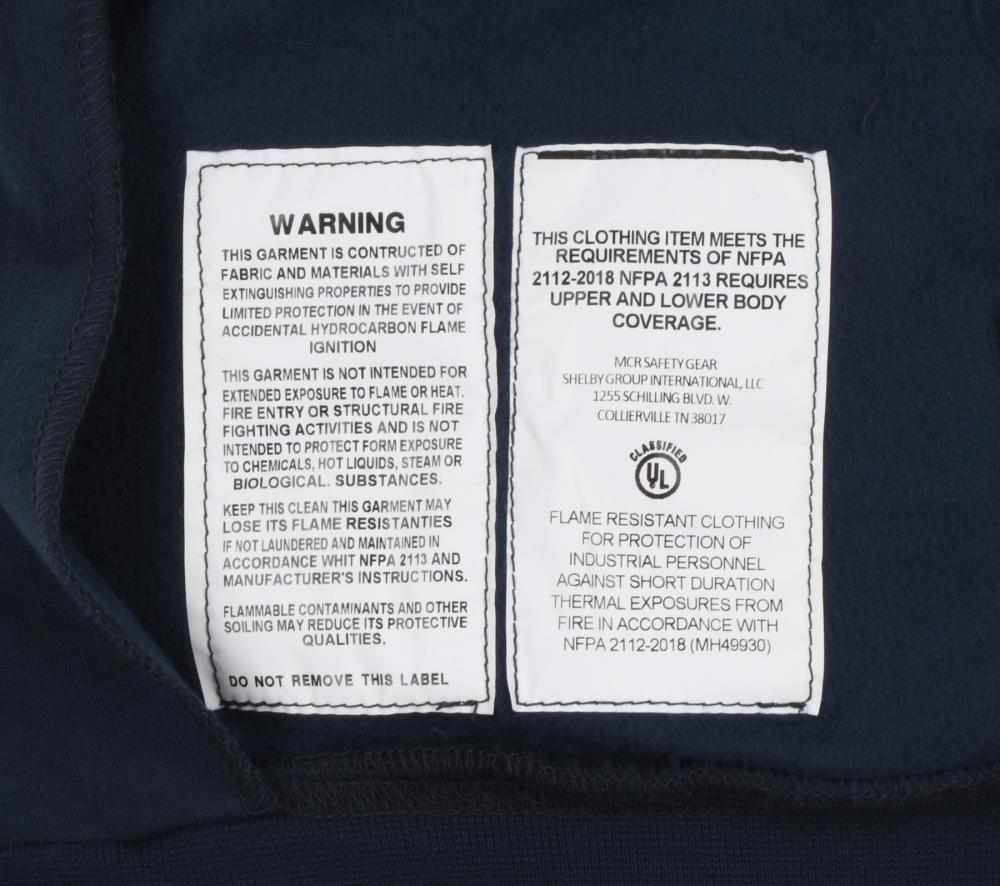 WARNING
THIS GARMENT IS CONTRUCTED OF
FABRIC AND MATERIALS WITH SELF
EXTINGUISHING PROPERTIES TO PROVIDE
LIMITED PROTECTION IN THE EVENT OF
ACCIDENTAL HYDROCARBON FLAME
IGNITION
THIS GARMENT IS NOT INTENDED FOR
EXTENDED EXPOSURE TO FLAME OR HEAT.
FIRE ENTRY OR STRUCTURAL FIRE
FIGHTING ACTIVITIES AND IS NOT
INTENDED TO PROTECT FORM EXPOSURE
TO CHEMICALS, HOT LIQUIDS, STEAM OR
BIOLOGICAL. SUBSTANCES.
KEEP THIS CLEAN THIS GARMENT MAY
LOSE ITS FLAME RESISTANTIES
IF NOT LAUNDERED AND MAINTAINED IN
ACCORDANCE WHIT NFPA 2113 AND
MANUFACTURER'S INSTRUCTIONS.
FLAMMABLE CONTAMINANTS AND OTHER
SOILING MAY REDUCE ITS PROTECTIVE
QUALITIES.
DO NOT REMOVE THIS LABEL
THIS CLOTHING ITEM MEETS THE
REQUIREMENTS OF NFPA
2112-2018 NFPA 2113 REQUIRES
UPPER AND LOWER BODY
COVERAGE.
MCR SAFETY GEAR
SHELBY GROUP INTERNATIONAL, LLC
1255 SCHILLING BLVD. W.
COLLIERVILLE TN 38017
CLASSIFIED
UL
FLAME RESISTANT CLOTHING
FOR PROTECTION OF
INDUSTRIAL PERSONNEL
AGAINST SHORT DURATION
THERMAL EXPOSURES FROM
FIRE IN ACCORDANCE WITH
NFPA 2112-2018 (MH49930)